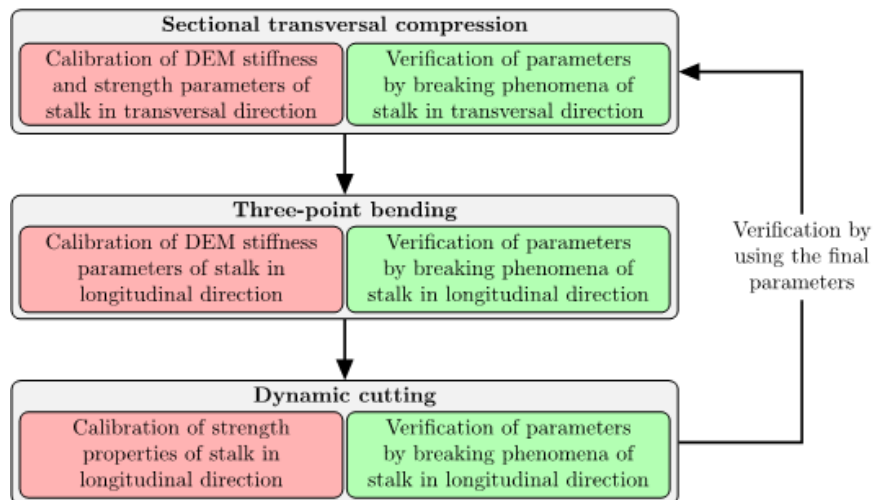 Sectional transversal compression
Calibration of DEM stiffness
and strength parameters of
stalk in transversal direction
Verification of parameters
by breaking phenomena of
stalk in transversal direction
Three-point bending
Calibration of DEM stiffness
parameters of stalk in
longitudinal direction
Verification of parameters
by breaking phenomena of
stalk in longitudinal direction
Verification by
using the final
parameters
Dynamic cutting
Calibration of strength
properties of stalk in
longitudinal direction
Verification of parameters
by breaking phenomena of
stalk in longitudinal direction